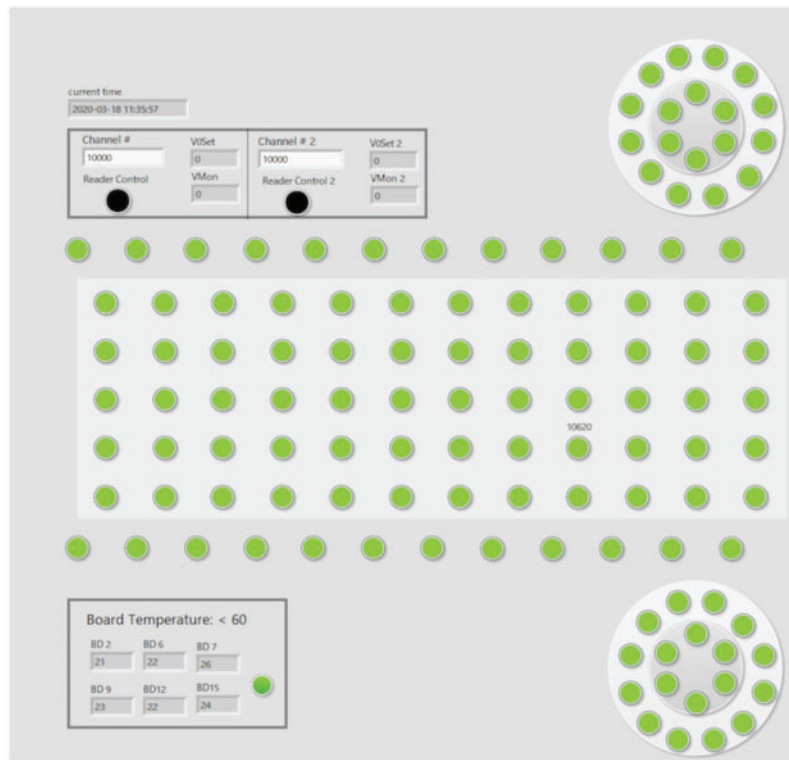 current time
2020-03-18 11:35:57
Channel # V0Set Channel # 2 V0Set 2
10000 0 10000 0
Reader Control VMon Reader Control 2 VMon 2
0 0
10620
Board Temperature: < 60
BD 2 BD 6 BD 7
21 22 26
BD 9 BD12 BD15
23 22 24